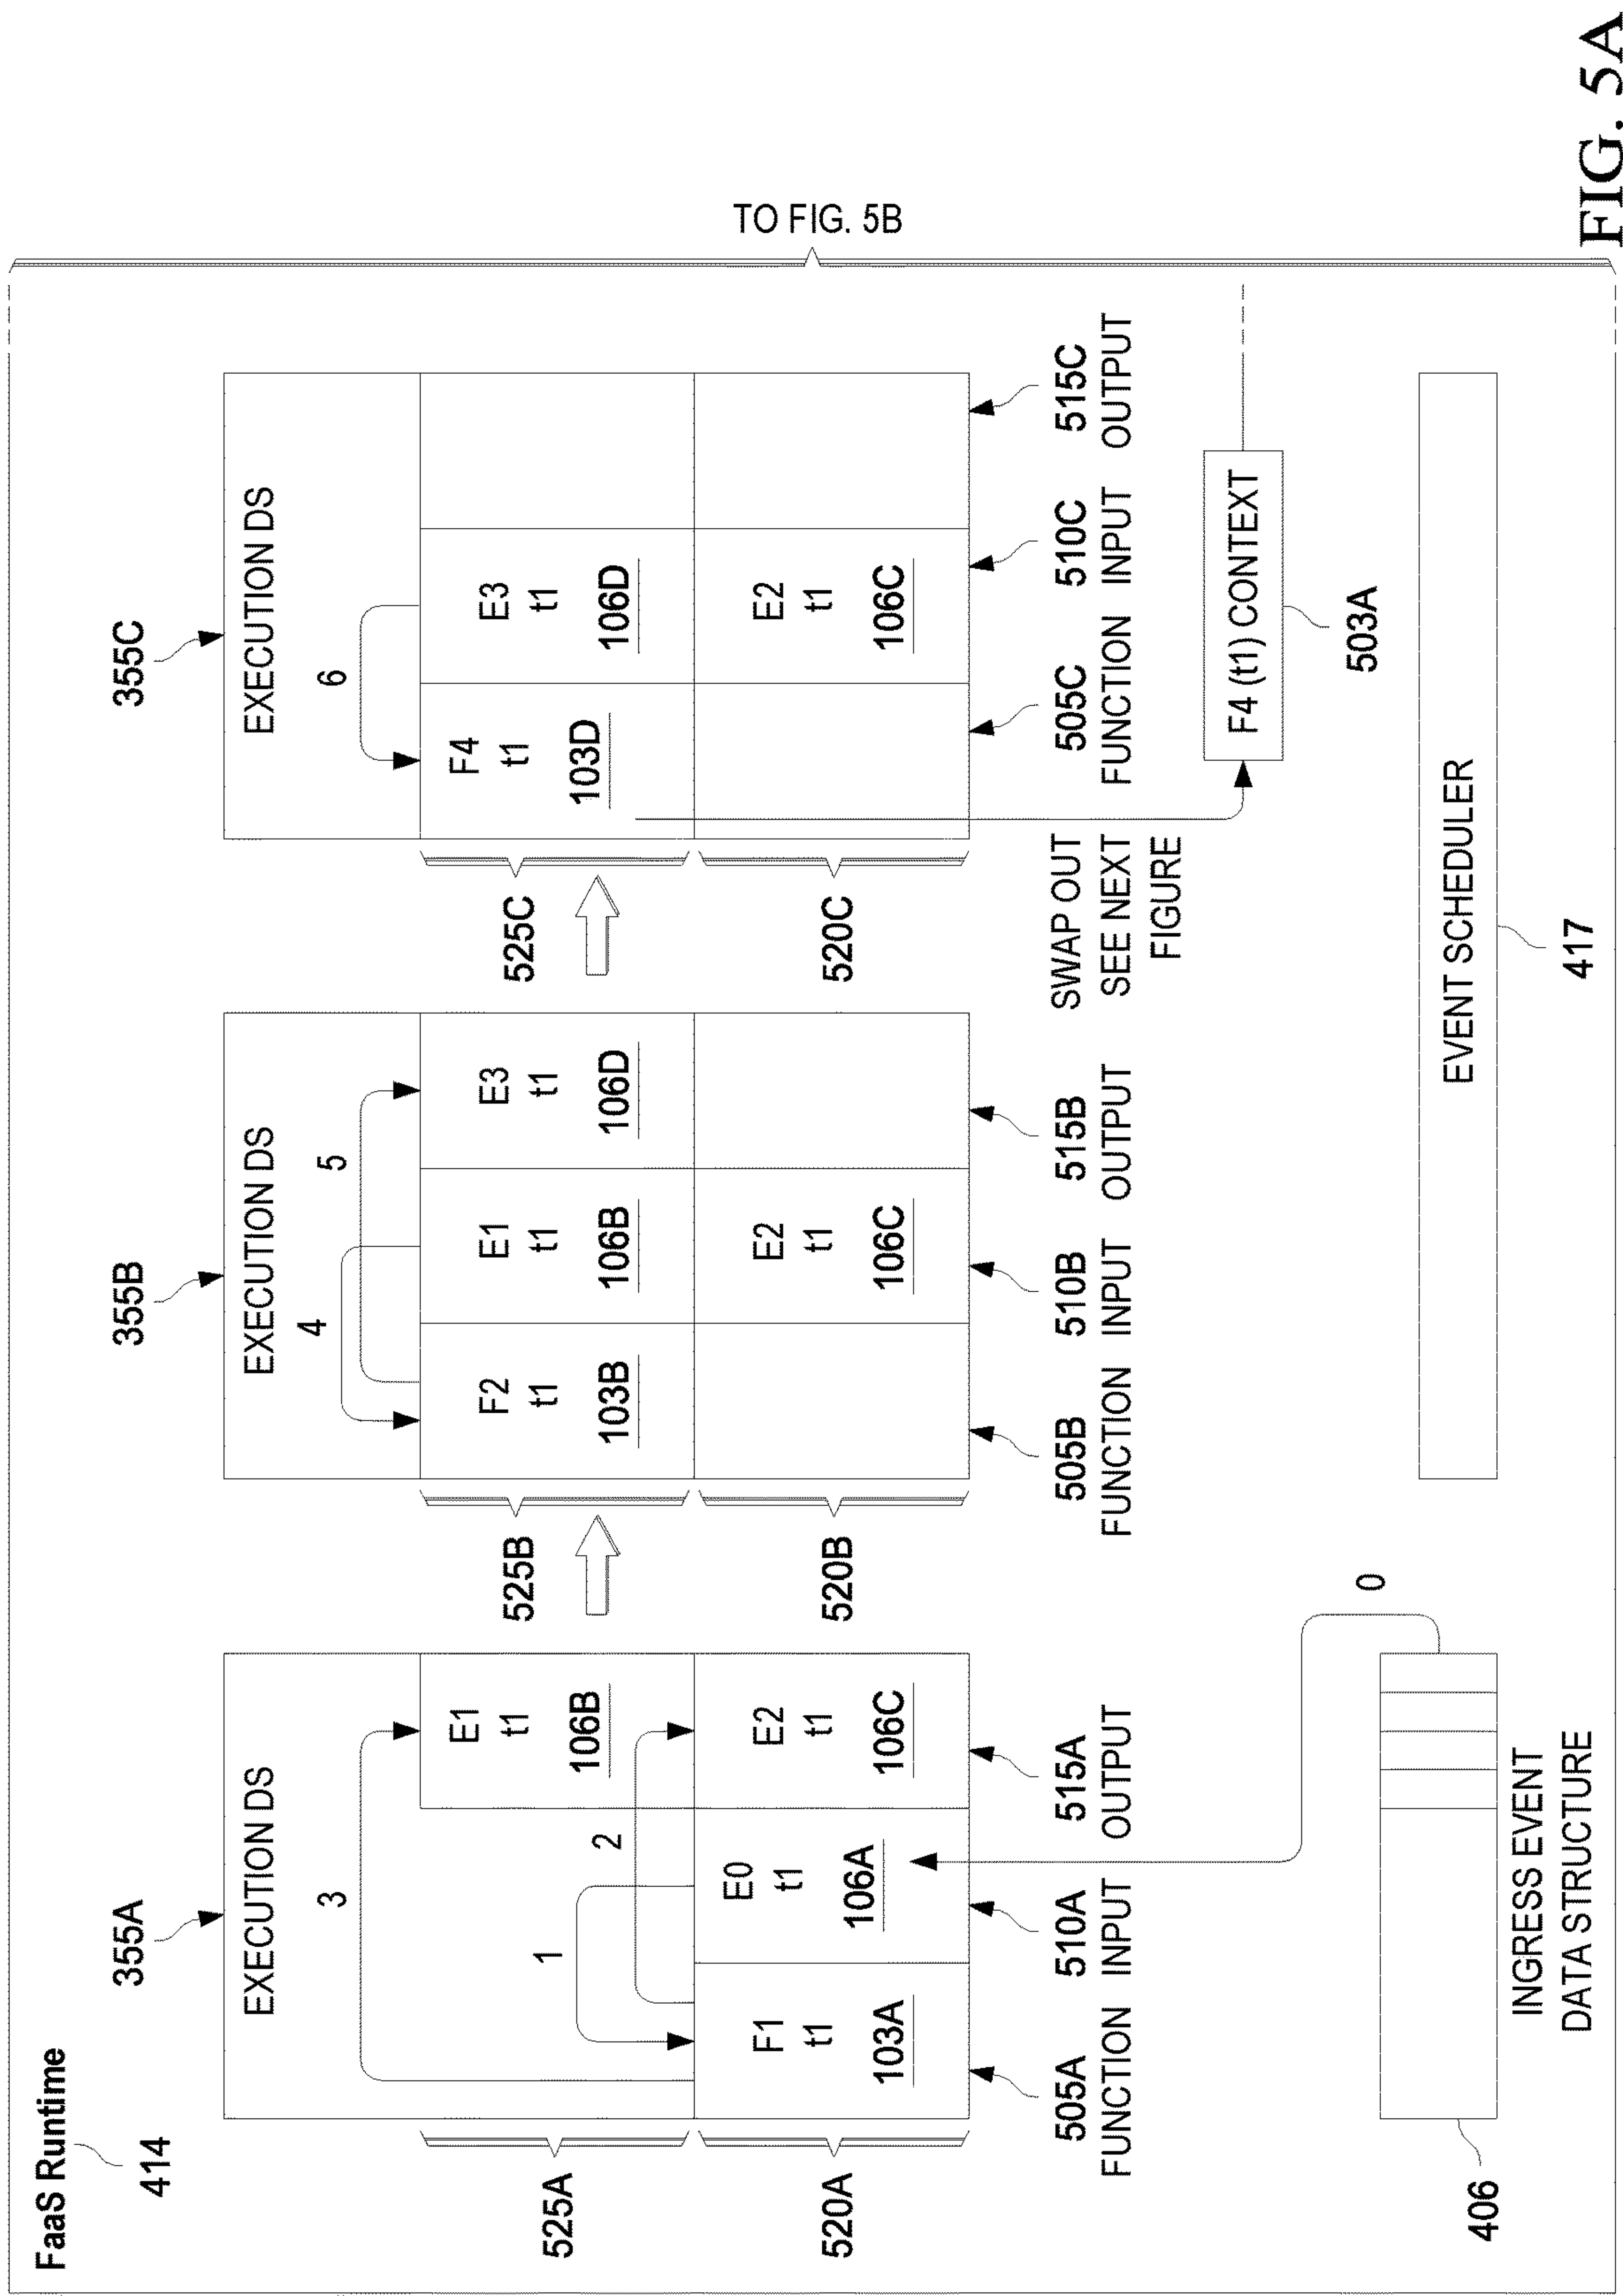 FaaS Runtime
414
355A
355B
355C
EXECUTION DS
EXECUTION DS
EXECUTION DS
3
4
5
6
1
2
525A
E1
t1
106B
525B
F2
t1
103B
E1
t1
106B
E3
t1
106D
525C
F4
t1
103D
E3
t1
106D
520A
F1
t1
103A
E0
t1
106A
E2
t1
106C
520B
E2
t1
106C
520C
E2
t1
106C
505A
FUNCTION
510A
INPUT
515A
OUTPUT
505B
FUNCTION
510B
INPUT
515B
OUTPUT
505C
FUNCTION
510C
INPUT
515C
OUTPUT
SWAP OUT
SEE NEXT
FIGURE
F4 (t1) CONTEXT
503A
0
406
INGRESS EVENT
DATA STRUCTURE
EVENT SCHEDULER
417
TO FIG. 5B
FIG. 5A